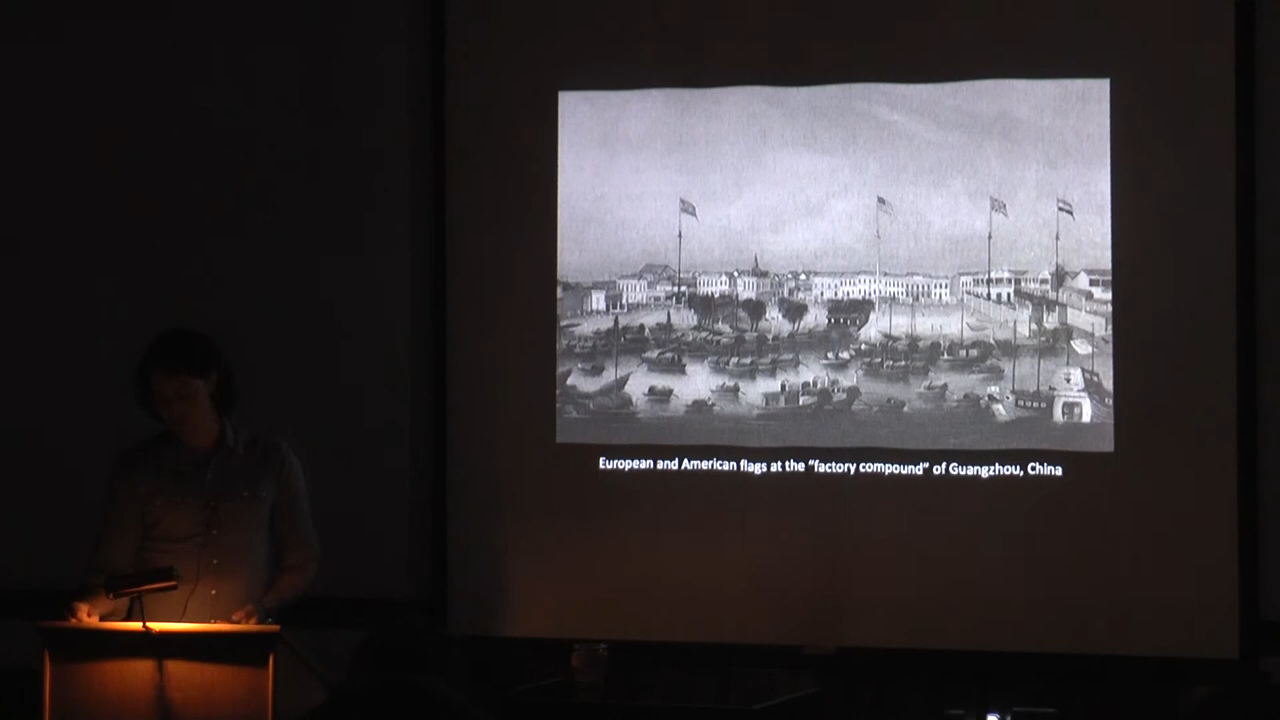 European and American flags at the "factory compound" of Guangzhou, China